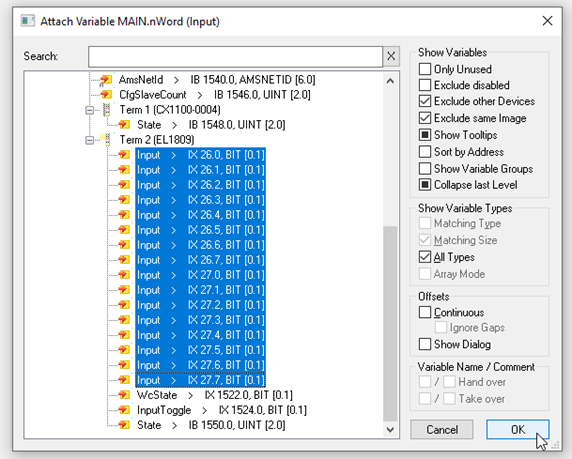 Attach Variable MAIN.nWord (Input)
Search:
X
AmsNetId > IB 1540.0, AMSNETID [6.0]
CfgSlaveCount > IB 1546.0, UINT [2.0]
Term 1 (CX1100-0004)
State > IB 1548.0, UINT [2.0]
Term 2 (EL1809)
Input > IX 26.0, BIT [0.1]
Input > IX 26.1, BIT [0.1]
Input > IX 26.2, BIT [0.1]
Input > IX 26.3, BIT [0.1]
Input > IX 26.4, BIT [0.1]
Input > IX 26.5, BIT [0.1]
Input > IX 26.6, BIT [0.1]
Input > IX 26.7, BIT [0.1]
Input > IX 27.0, BIT [0.1]
Input > IX 27.1, BIT [0.1]
Input > IX 27.2, BIT [0.1]
Input > IX 27.3, BIT [0.1]
Input > IX 27.4, BIT [0.1]
Input > IX 27.5, BIT [0.1]
Input > IX 27.6, BIT [0.1]
Input > IX 27.7, BIT [0.1]
WcState > IX 1522.0, BIT [0.1]
InputToggle > IX 1524.0, BIT [0.1]
State > IB 1550.0, UINT [2.0]
Show Variables
Only Unused
Exclude disabled
Exclude other Devices
Exclude same Image
Show Tooltips
Sort by Address
Show Variable Groups
Collapse last Level
Show Variable Types
Matching Type
Matching Size
All Types
Array Mode
Offsets
Continuous
Ignore Gaps
Show Dialog
Variable Name / Comment
/ Hand over
/ Take over
Cancel
OK